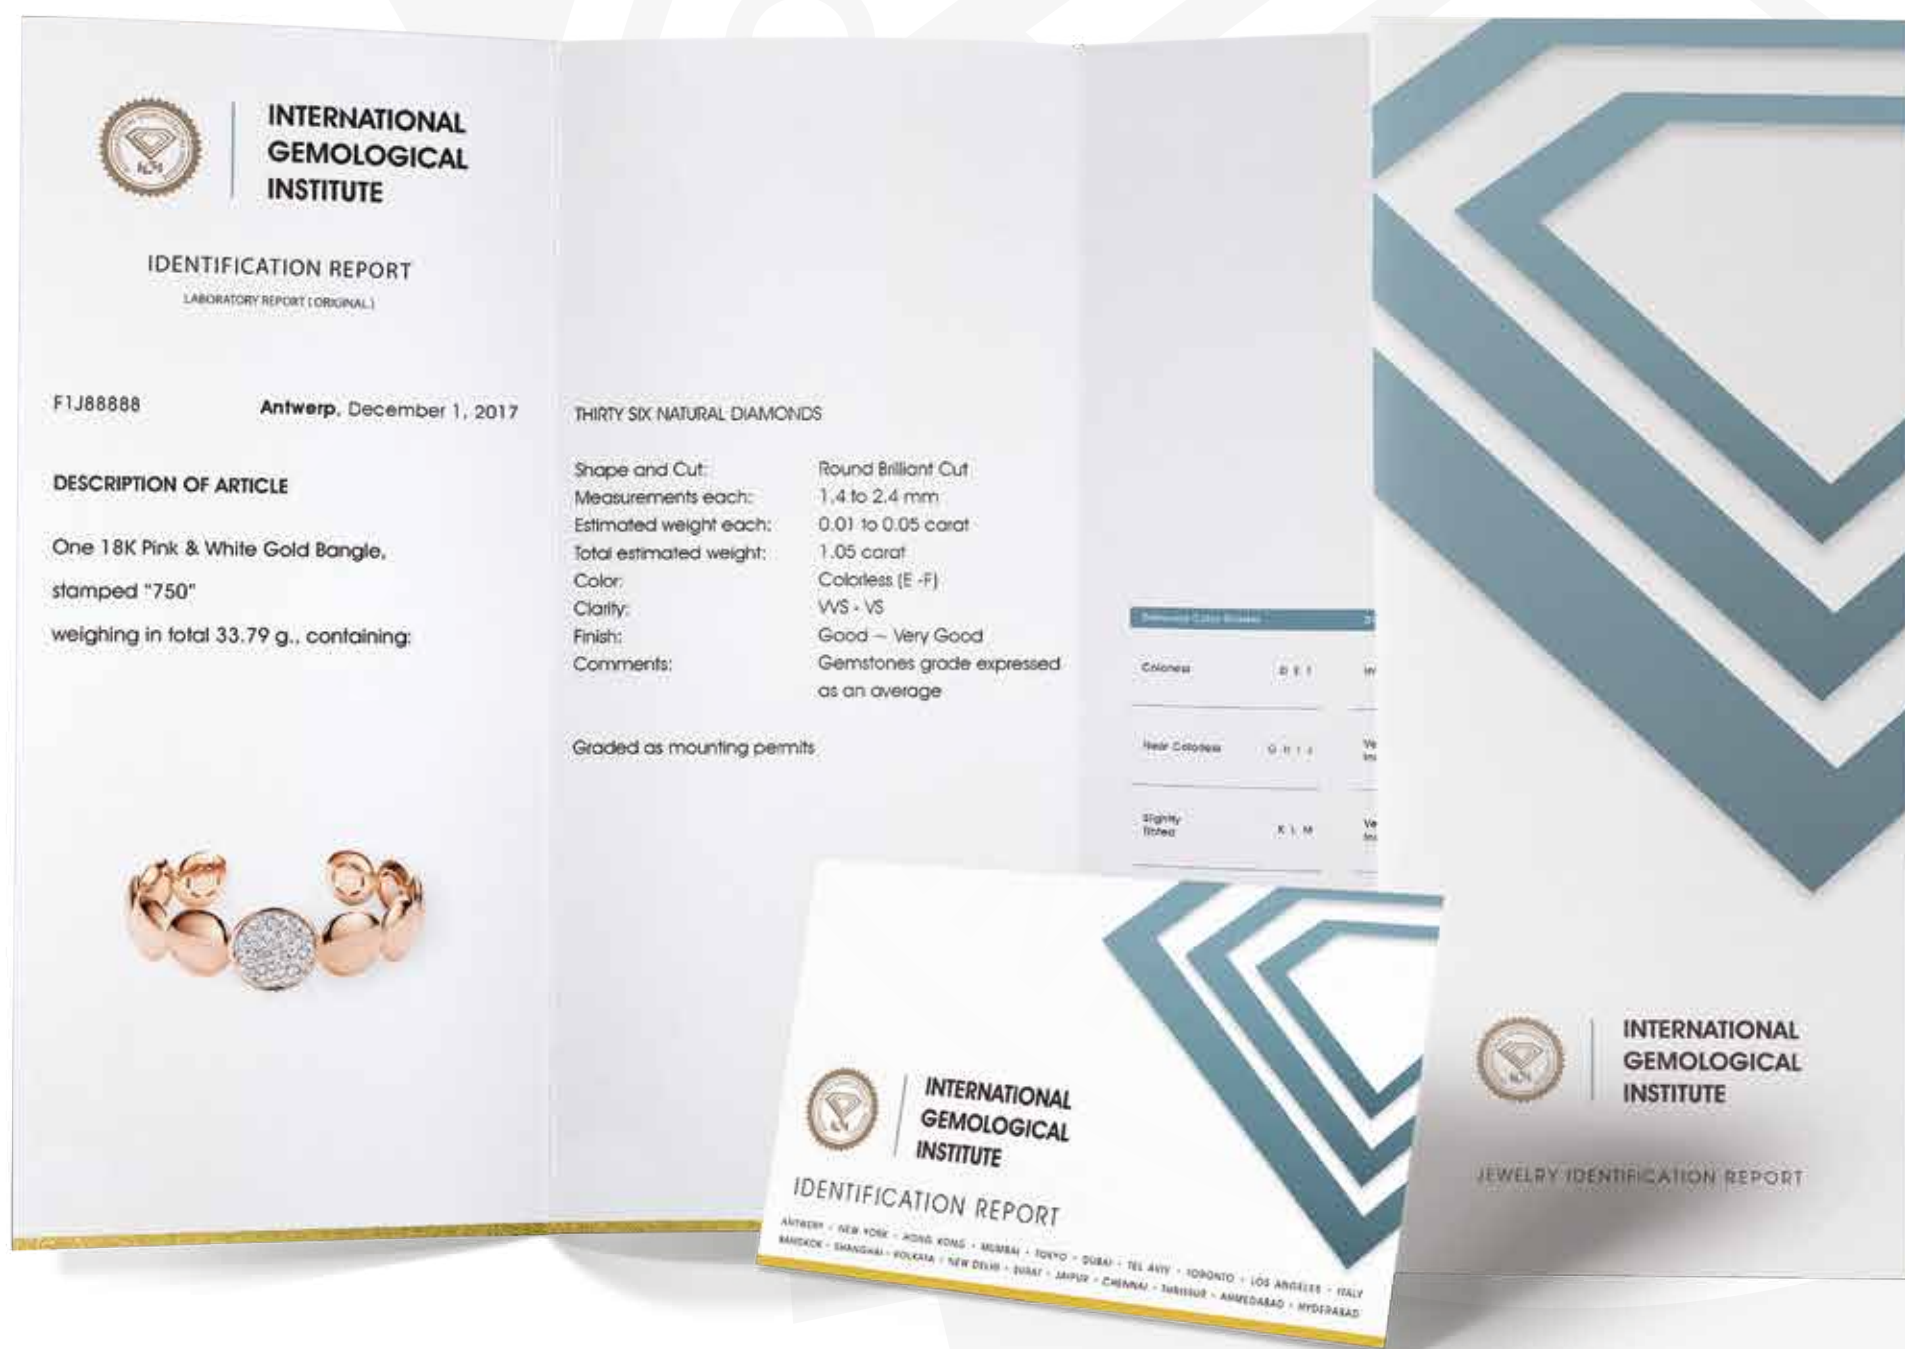 INTERNATIONAL
GEMOLOGICAL
INSTITUTE
IDENTIFICATION REPORT
LABORATORY REPORT ( ORIGINAL )
F1J88888
Antwerp, December 1, 2017
DESCRIPTION OF ARTICLE
One 18K Pink & White Gold Bangle,
stamped "750"
weighing in total 33.79 g., containing:
THIRTY SIX NATURAL DIAMONDS
Shape and Cut: Round Brilliant Cut
Measurements each: 1.4 to 2.4 mm
Estimated weight each: 0.01 to 0.05 carat
Total estimated weight: 1.05 carat
Color: Colorless (E -F)
Clarity: VVS - VS
Finish: Good – Very Good
Comments: Gemstones grade expressed
as an average
Graded as mounting permits
Colorless D E F
Near Colorless G H I J
Slightly
Tinted K L M
Ve
Ve
INTERNATIONAL
GEMOLOGICAL
INSTITUTE
IDENTIFICATION REPORT
ANTWERP - NEW YORK - HONG KONG - MUMBAI - TOKYO - DUBAI - TEL AVIV - TORONTO - LOS ANGELES - ITALY
BANGKOK - SHANGHAI - KOLKATA - NEW DELHI - SURAT - JAIPUR - CHENNAI - THRISSUR - AHMEDABAD - HYDERABAD
INTERNATIONAL
GEMOLOGICAL
INSTITUTE
JEWELRY IDENTIFICATION REPORT